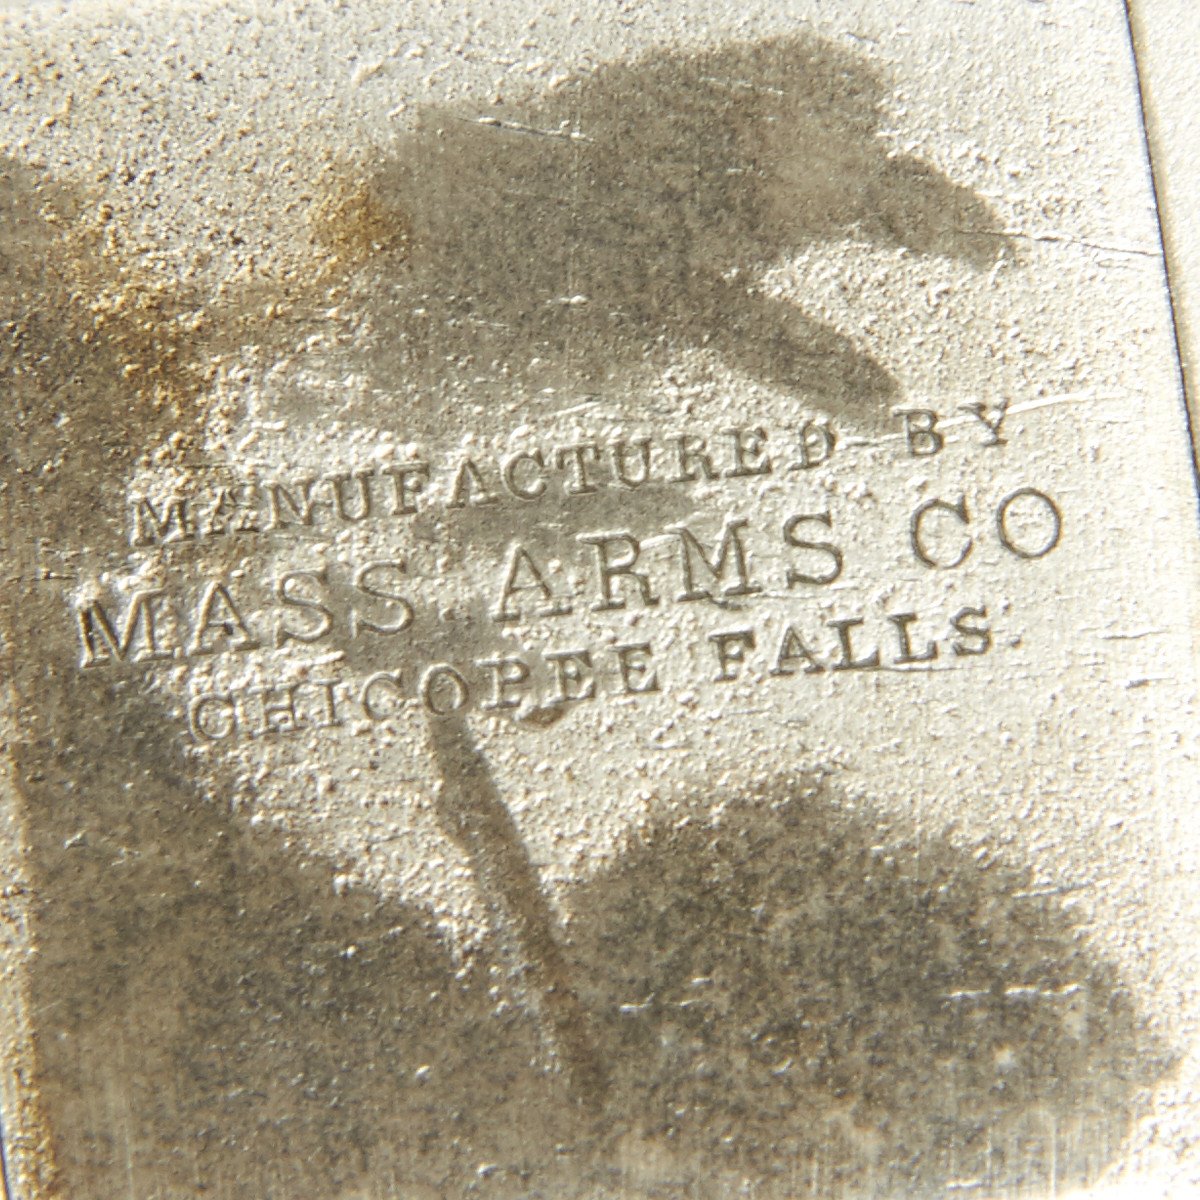 MANUFACTURED BY
MASS. ARMS CO
CHICOPEE FALLS.